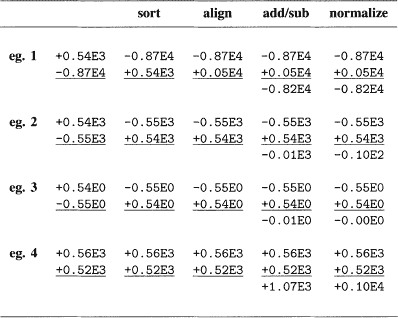 sort align add/sub normalize
eg. 1 +0.54E3 −0.87E4 −0.87E4 −0.87E4 −0.87E4
−0.87E4 +0.54E3 +0.05E4 +0.05E4 +0.05E4
−0.82E4 −0.82E4
eg. 2 +0.54E3 −0.55E3 −0.55E3 −0.55E3 −0.55E3
−0.55E3 +0.54E3 +0.54E3 +0.54E3 +0.54E3
−0.01E3 −0.10E2
eg. 3 +0.54E0 −0.55E0 −0.55E0 −0.55E0 −0.55E0
−0.55E0 +0.54E0 +0.54E0 +0.54E0 +0.54E0
−0.01E0 −0.00E0
eg. 4 +0.56E3 +0.56E3 +0.56E3 +0.56E3 +0.56E3
+0.52E3 +0.52E3 +0.52E3 +0.52E3 +0.52E3
+1.07E3 +0.10E4